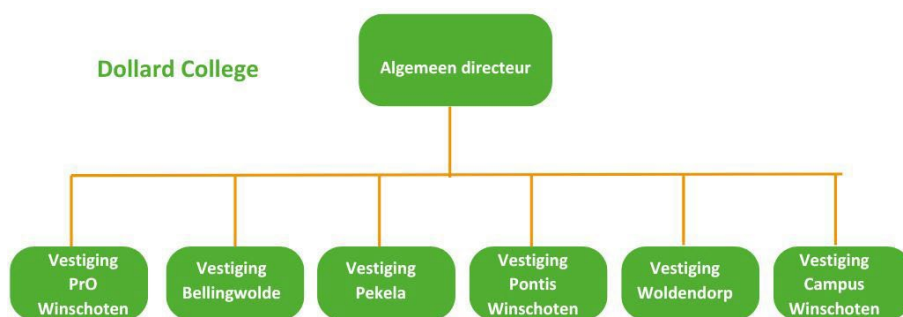 Dollard College
Algemeen directeur
Vestiging
PrO
Winschoten
Vestiging
Bellingwolde
Vestiging
Pekela
Vestiging
Pontis
Winschoten
Vestiging
Woldendorp
Vestiging
Campus
Winschoten